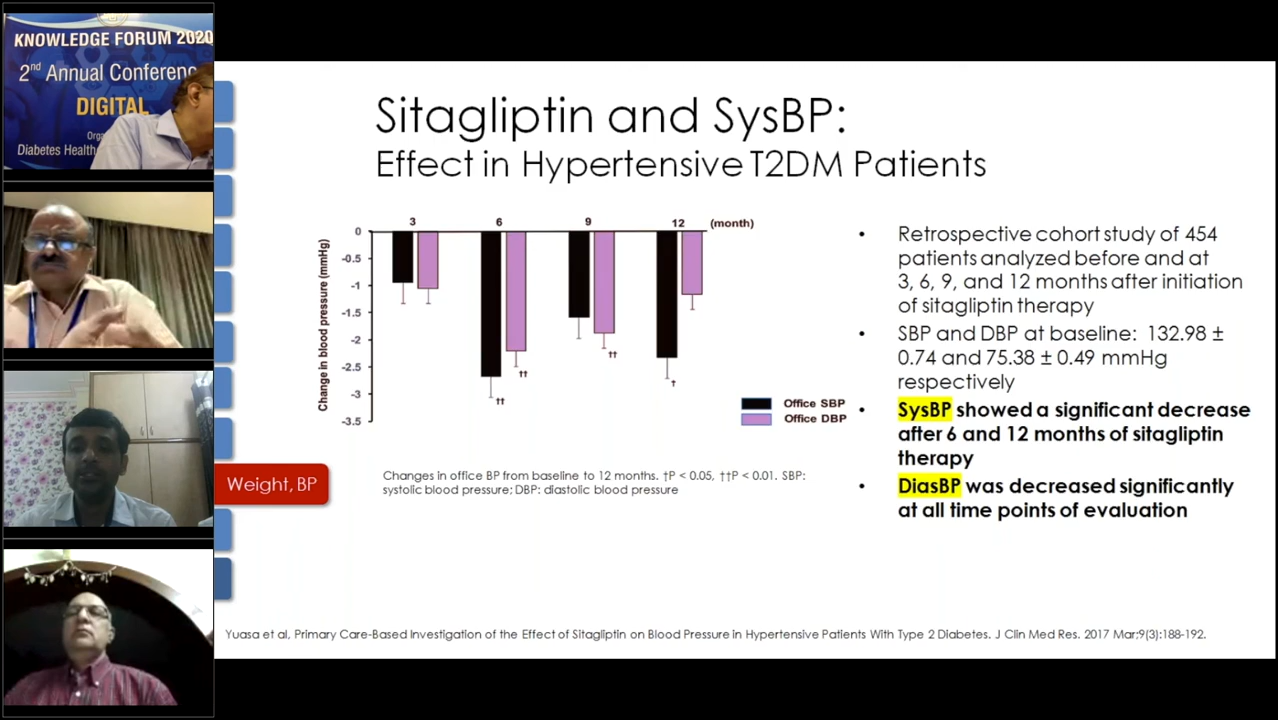 KNOWLEDGE FORUM 2020
2nd Annual Conferenc
DIGITAL
Orga
Diabetes Health
Sitagliptin and SysBP:
Effect in Hypertensive T2DM Patients
3 6 9 12 (month)
0
-0.5
-1
-1.5
-2
-2.5
-3
-3.5
Change in blood pressure (mmHg)
††
††
††
†
Office SBP
Office DBP
Changes in office BP from baseline to 12 months. †P < 0.05, ††P < 0.01. SBP:
systolic blood pressure; DBP: diastolic blood pressure
• Retrospective cohort study of 454
patients analyzed before and at
3, 6, 9, and 12 months after initiation
of sitagliptin therapy
• SBP and DBP at baseline: 132.98 ±
0.74 and 75.38 ± 0.49 mmHg
respectively
• SysBP showed a significant decrease
after 6 and 12 months of sitagliptin
therapy
• DiasBP was decreased significantly
at all time points of evaluation
Weight, BP
Yuasa et al, Primary Care-Based Investigation of the Effect of Sitagliptin on Blood Pressure in Hypertensive Patients With Type 2 Diabetes. J Clin Med Res. 2017 Mar;9(3):188-192.